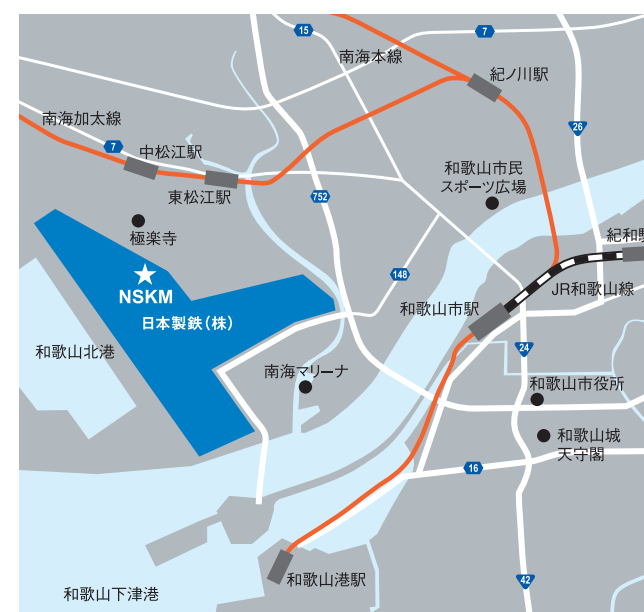 15
7
南海本線
紀ノ川駅
南海加太線
7
中松江駅
26
和歌山市民
スポーツ広場
東松江駅
752
極楽寺
紀和駅
148
NSKM
JR和歌山線
和歌山市駅
日本製鉄(株)
和歌山北港
24
南海マリーナ
和歌山市役所
和歌山城
天守閣
16
和歌山港駅
42
和歌山下津港